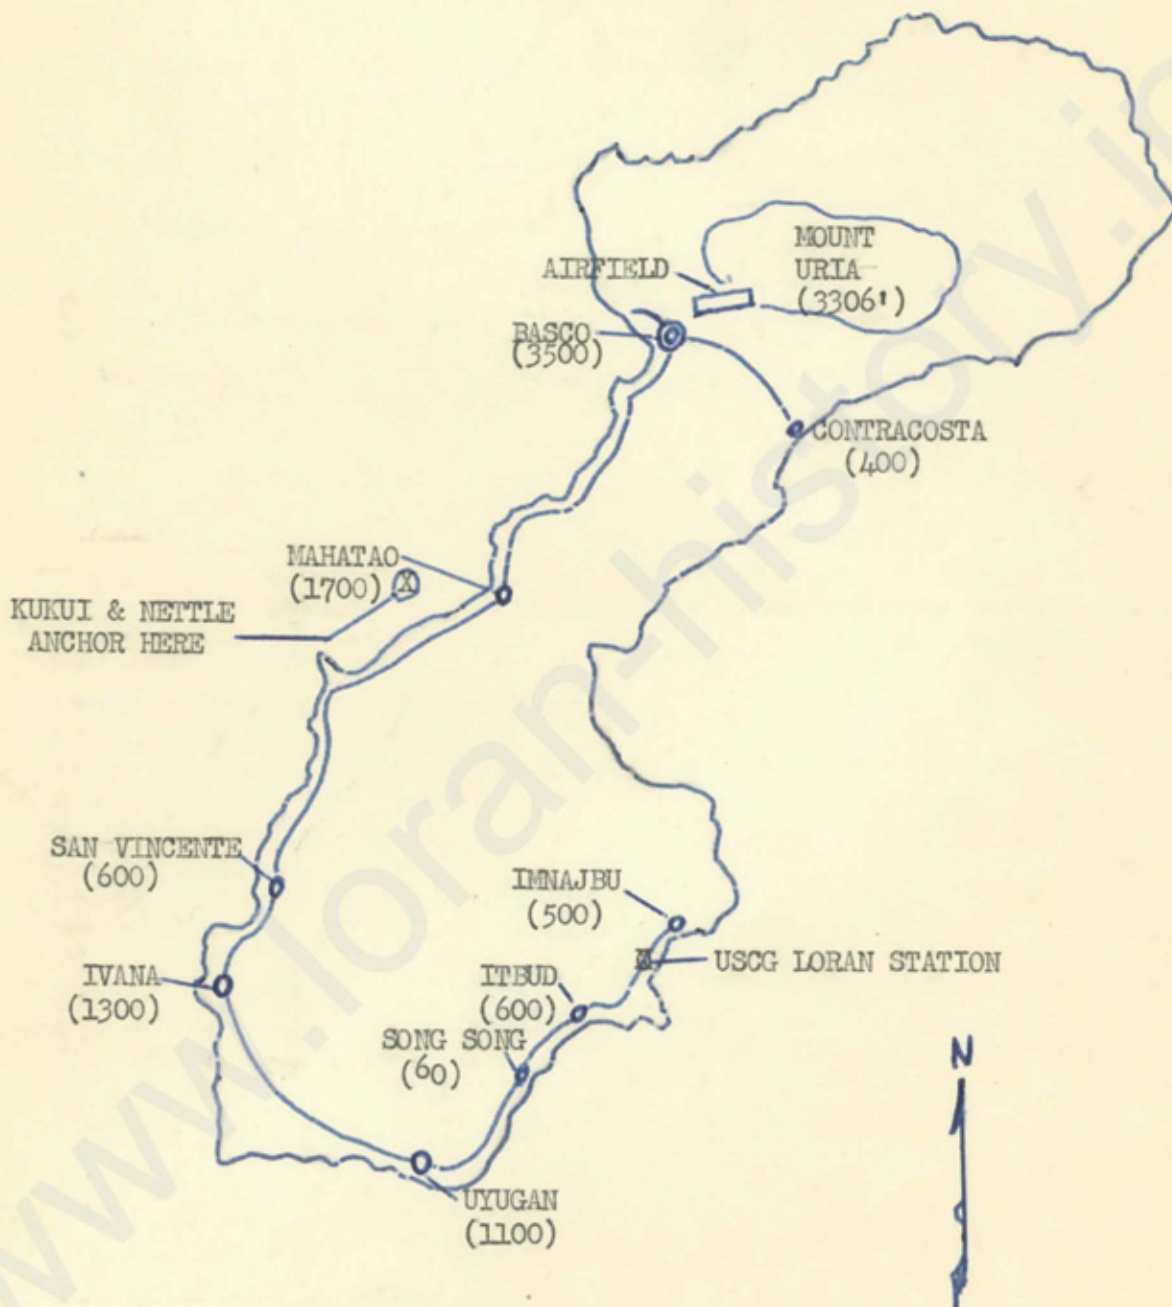 MOUNT
URIA
(3306')
AIRFIELD
BASCO
(3500)
CONTRACOSTA
(400)
MAHATAO
(1700)
X
KUKUI & NETTLE
ANCHOR HERE
SAN VINCENTE
(600)
IMNAJBU
(500)
USCG LORAN STATION
IVANA
(1300)
ITBUD
(600)
SONG SONG
(60)
N
UYUGAN
(1100)
www.loran-history.in